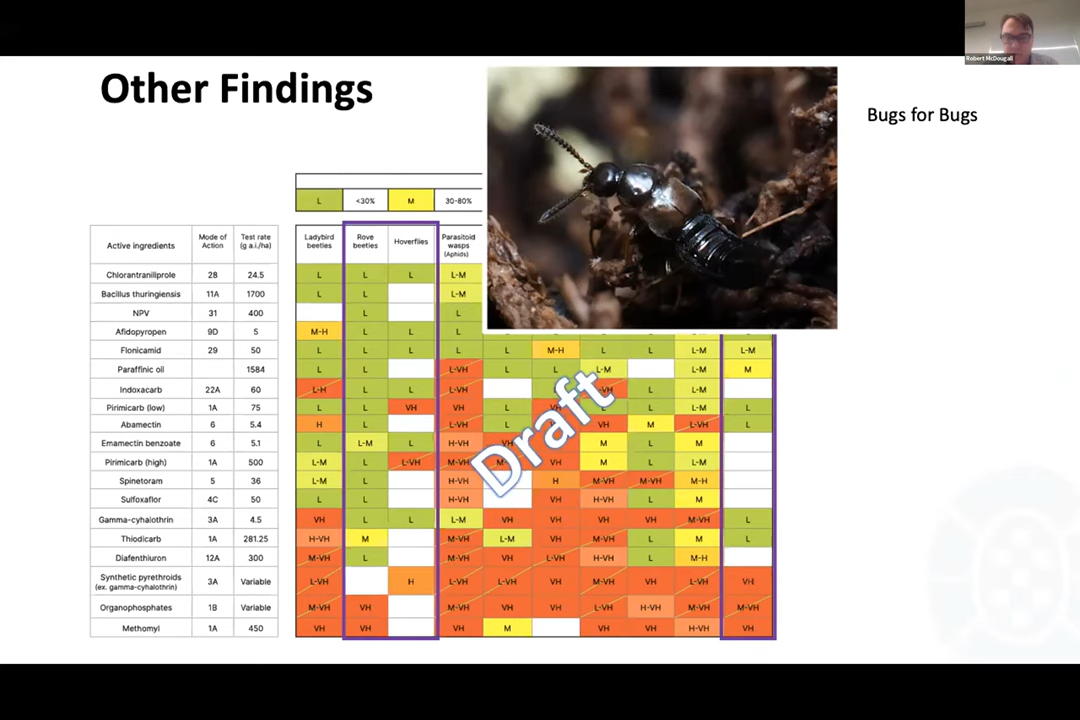 Robert McDougall
Other Findings
Bugs for Bugs
L <30% M 30-80%
Active ingredients Mode of Action Test rate (g a.i./ha) Ladybird beetles Rove beetles Hoverflies Parasitoid wasps (Aphids)
Chlorantraniliprole 28 24.5 L L L L-M
Bacillus thuringiensis 11A 1700 L L L-M
NPV 31 400 L L
Afidopyropen 9D 5 M-H L L L
Flonicamid 29 50 L L L L L M-H L L L-M L-M
Paraffinic oil 1584 L L L-VH L L L-M L-M M
Indoxacarb 22A 60 L-H L L L-VH L L-M
Pirimicarb (low) 1A 75 L L VH VH L L L-M L
Abamectin 6 5.4 H L L-VH VH M L-VH L
Emamectin benzoate 6 5.1 L L-M L H-VH M L M
Pirimicarb (high) 1A 500 L-M L L-VH M-VH VH M L L-M
Spinetoram 5 36 L-M L H-VH H M-VH M-VH M-H
Sulfoxaflor 4C 50 L L H-VH VH H-VH L M
Gamma-cyhalothrin 3A 4.5 VH L L L-M VH VH VH VH M-VH L
Thiodicarb 1A 281.25 H-VH M M-VH L-M VH M-VH L M L
Diafenthiuron 12A 300 M-VH L M-VH VH L-VH H-VH L M-H
Synthetic pyrethroids (ex. gamma-cyhalothrin) 3A Variable L-VH H L-VH L-VH VH M-VH VH L-VH VH
Organophosphates 1B Variable M-VH VH M-VH VH VH L-VH H-VH VH M-VH
Methomyl 1A 450 VH VH VH M VH VH H-VH VH
Draft